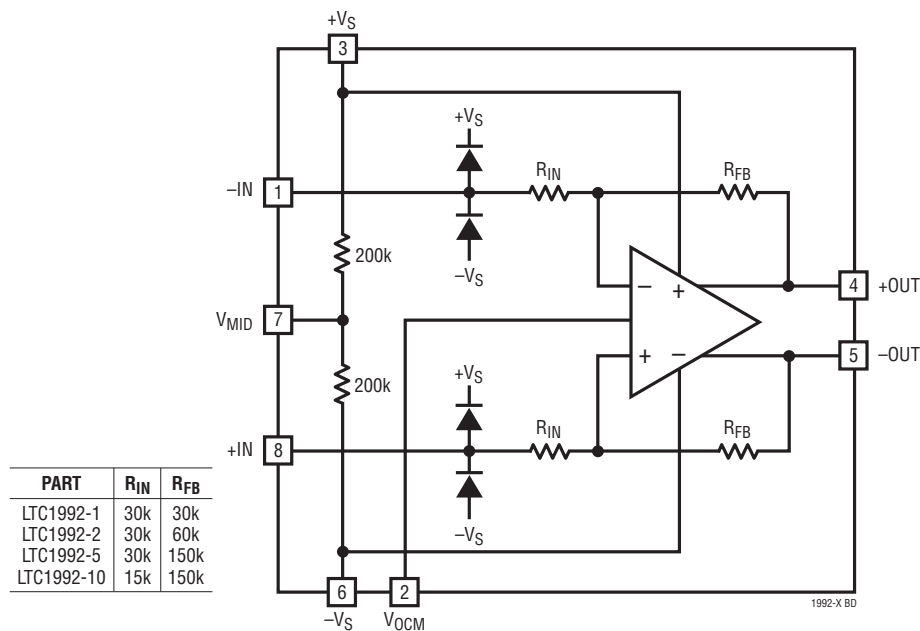 +VS
3
+VS
–IN
1
RIN
RFB
200k
–VS
– +
4 +OUT
VMID 7
5 –OUT
+ –
200k
+VS
RIN
RFB
+IN 8
–VS
PART RIN RFB
LTC1992-1 30k 30k
LTC1992-2 30k 60k
LTC1992-5 30k 150k
LTC1992-10 15k 150k
6
2
–VS
VOCM
1992-X BD